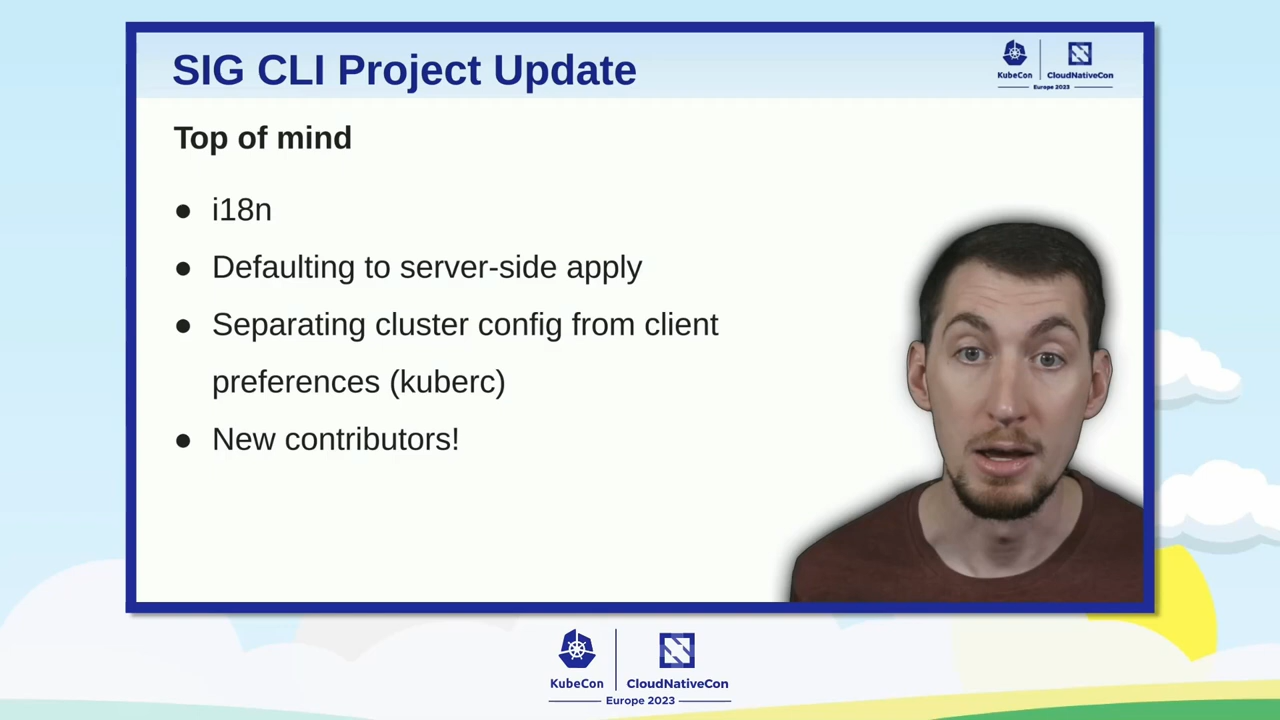 SIG CLI Project Update
KubeCon
CloudNativeCon
Europe 2023
Top of mind
● i18n
● Defaulting to server-side apply
● Separating cluster config from client
preferences (kuberc)
● New contributors!
KubeCon
CloudNativeCon
Europe 2023